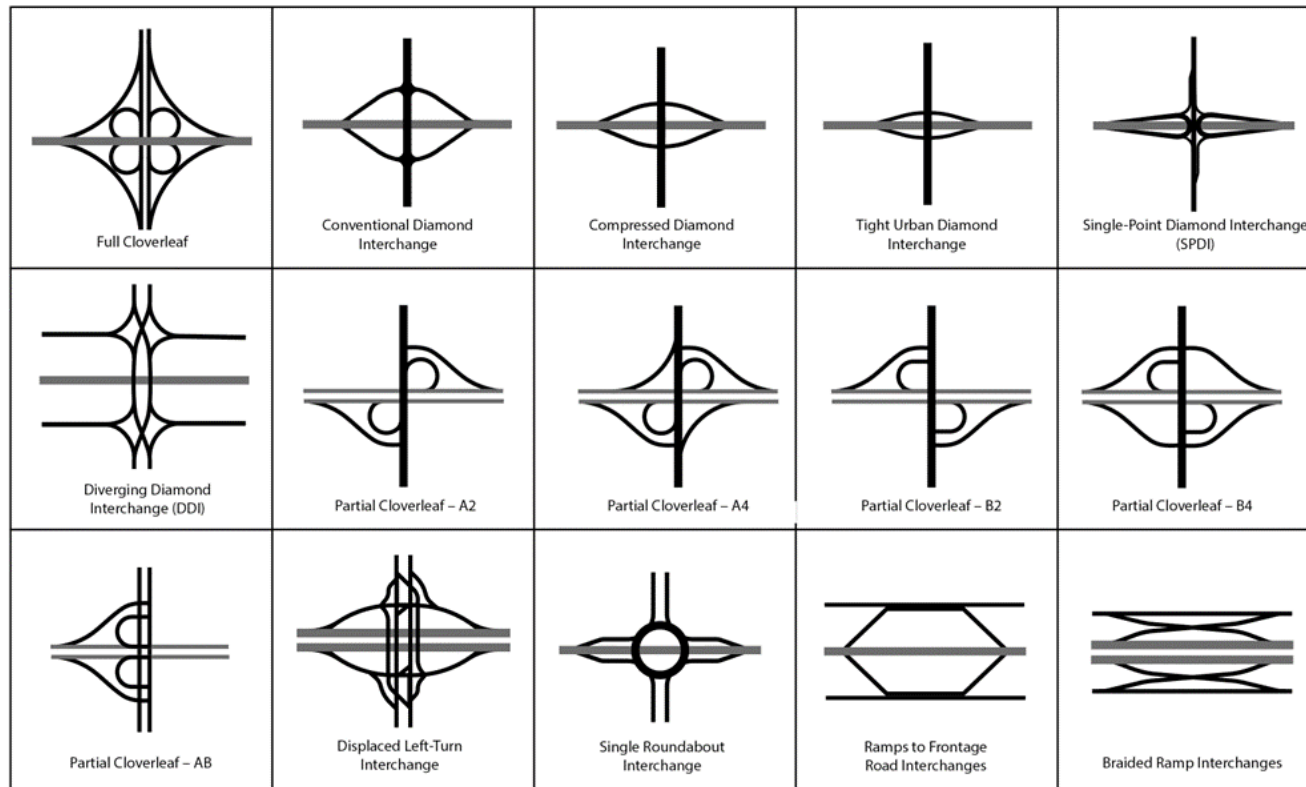 Full Cloverleaf
Conventional Diamond
Interchange
Compressed Diamond
Interchange
Tight Urban Diamond
Interchange
Single-Point Diamond Interchange
(SPDI)
Diverging Diamond
Interchange (DDI)
Partial Cloverleaf – A2
Partial Cloverleaf – A4
Partial Cloverleaf – B2
Partial Cloverleaf – B4
Partial Cloverleaf – AB
Displaced Left-Turn
Interchange
Single Roundabout
Interchange
Ramps to Frontage
Road Interchanges
Braided Ramp Interchanges